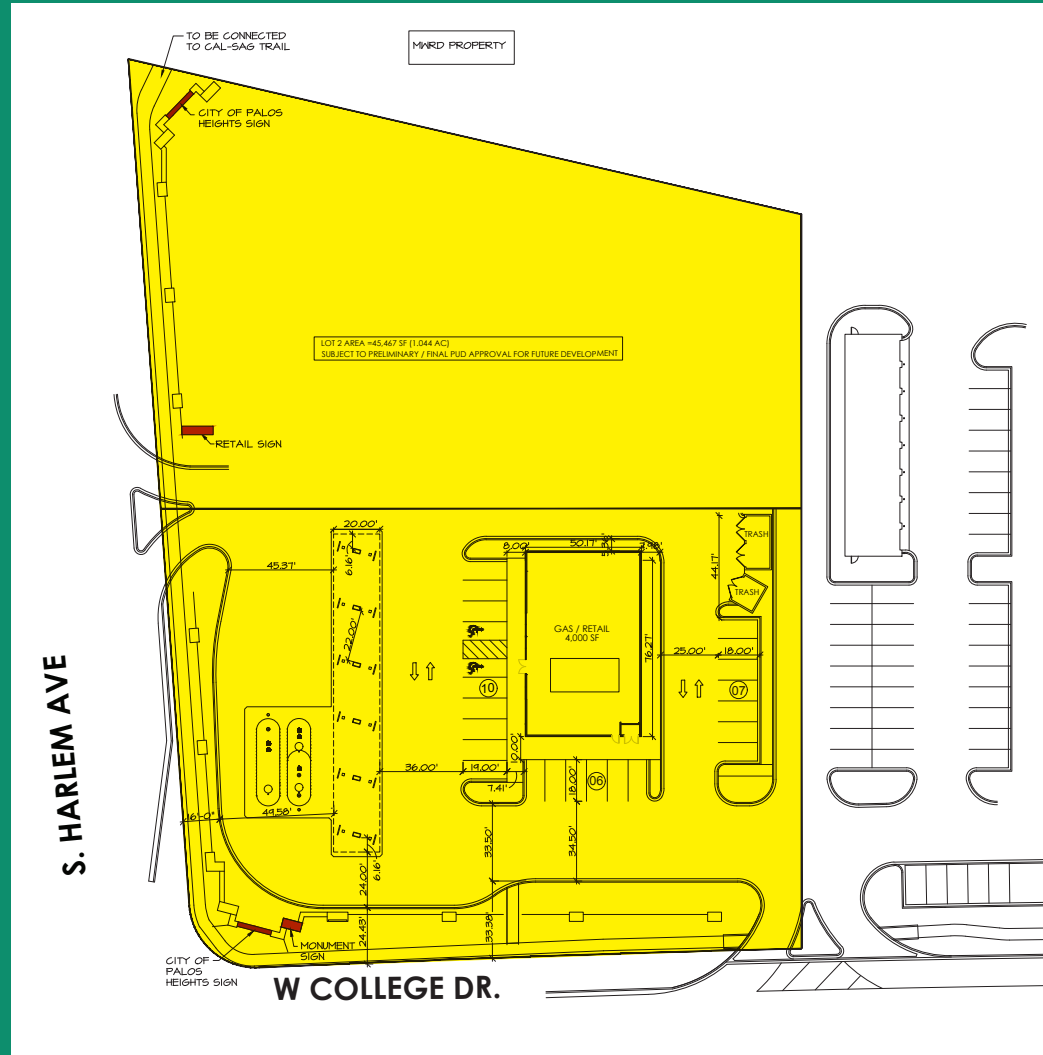 TO BE CONNECTED
TO CAL-SAG TRAIL
MWRD PROPERTY
CITY OF PALOS
HEIGHTS SIGN
LOT 2 AREA =45,467 SF (1.044 AC)
SUBJECT TO PRELIMINARY / FINAL PUD APPROVAL FOR FUTURE DEVELOPMENT
RETAIL SIGN
20.00'
8.00'
50.17'
7.98'
TRASH
6.16'
45.37'
44.17'
TRASH
22.00'
GAS / RETAIL
4,000 SF
76.27'
25.00'
18.00'
10
07
S. HARLEM AVE
10.00'
36.00'
19.00'
7.41'
18.00'
06
49.58'
16'-0"
33.50'
34.50'
6.16'
24.00'
24.43'
33.38'
MONUMENT
SIGN
CITY OF
PALOS
HEIGHTS SIGN
W COLLEGE DR.